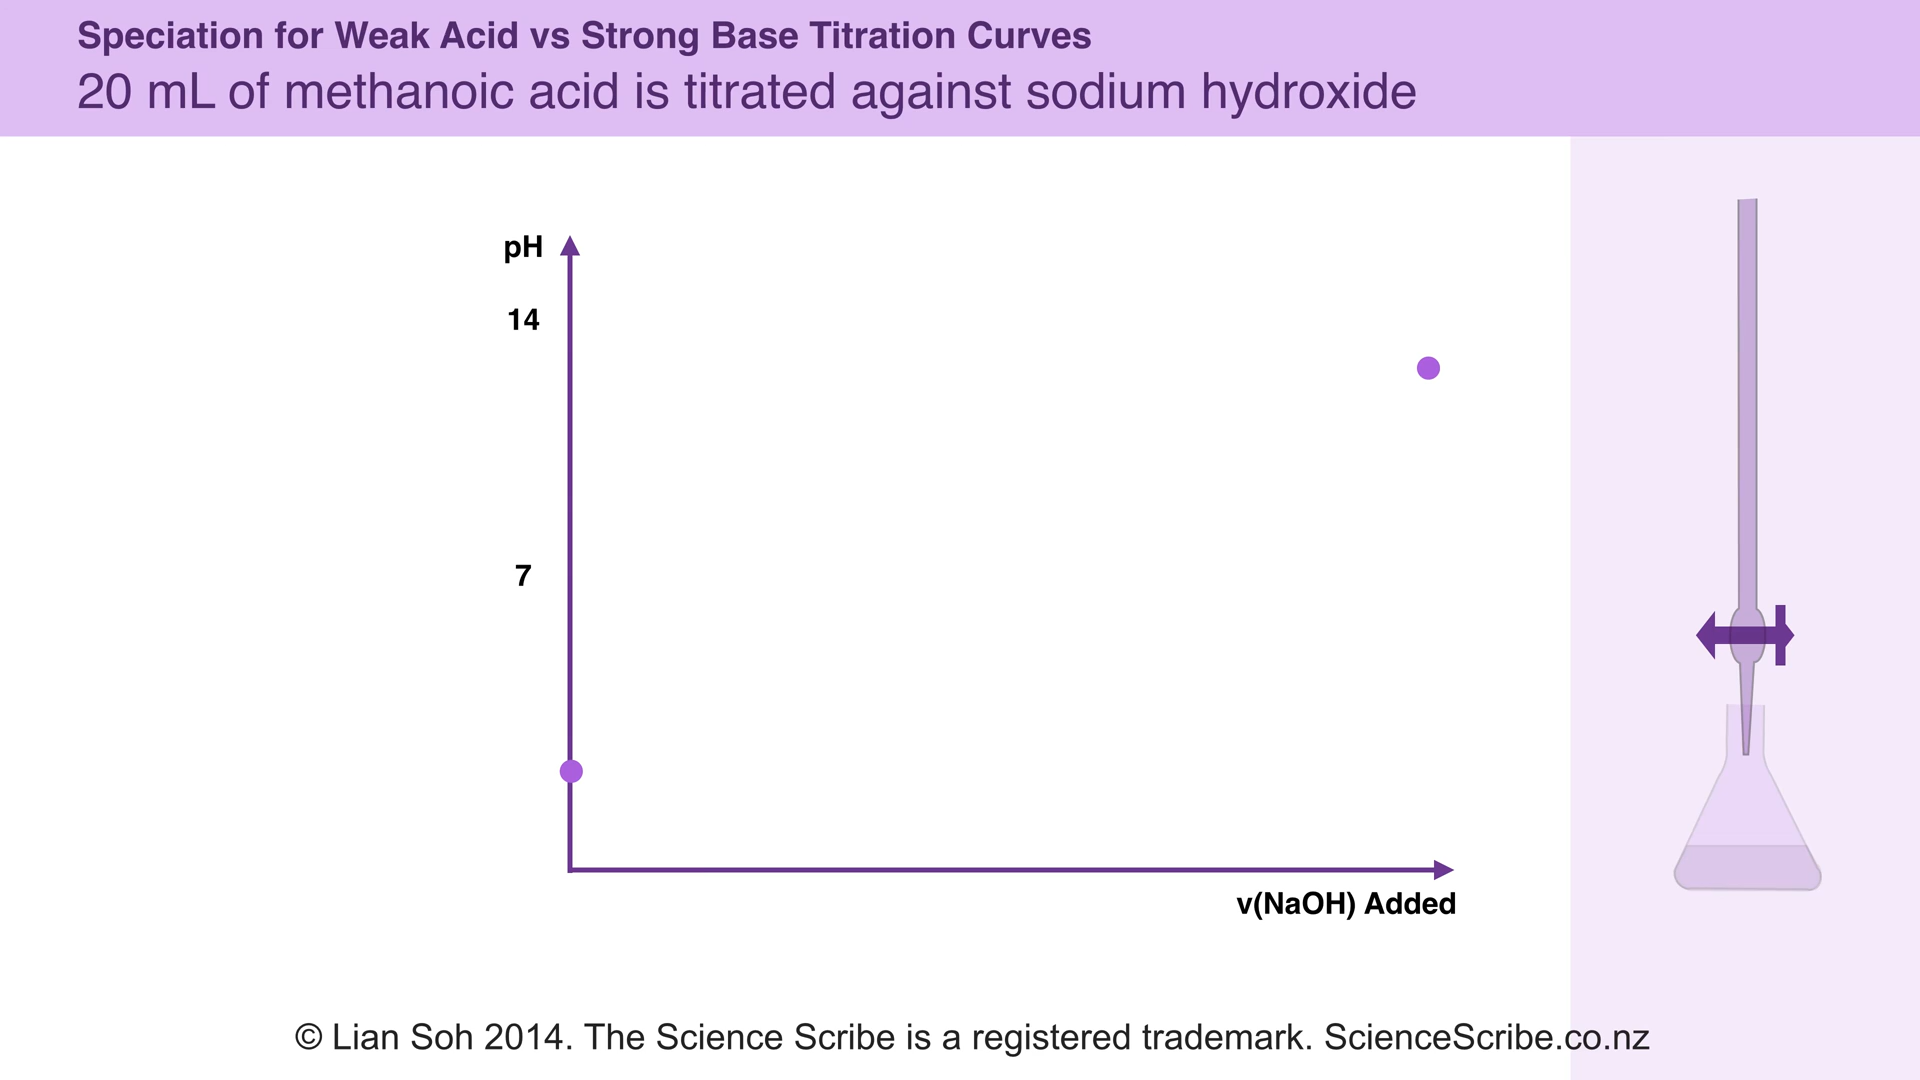 Speciation for Weak Acid vs Strong Base Titration Curves
20 mL of methanoic acid is titrated against sodium hydroxide
pH
14
7
v(NaOH) Added
© Lian Soh 2014. The Science Scribe is a registered trademark. ScienceScribe.co.nz